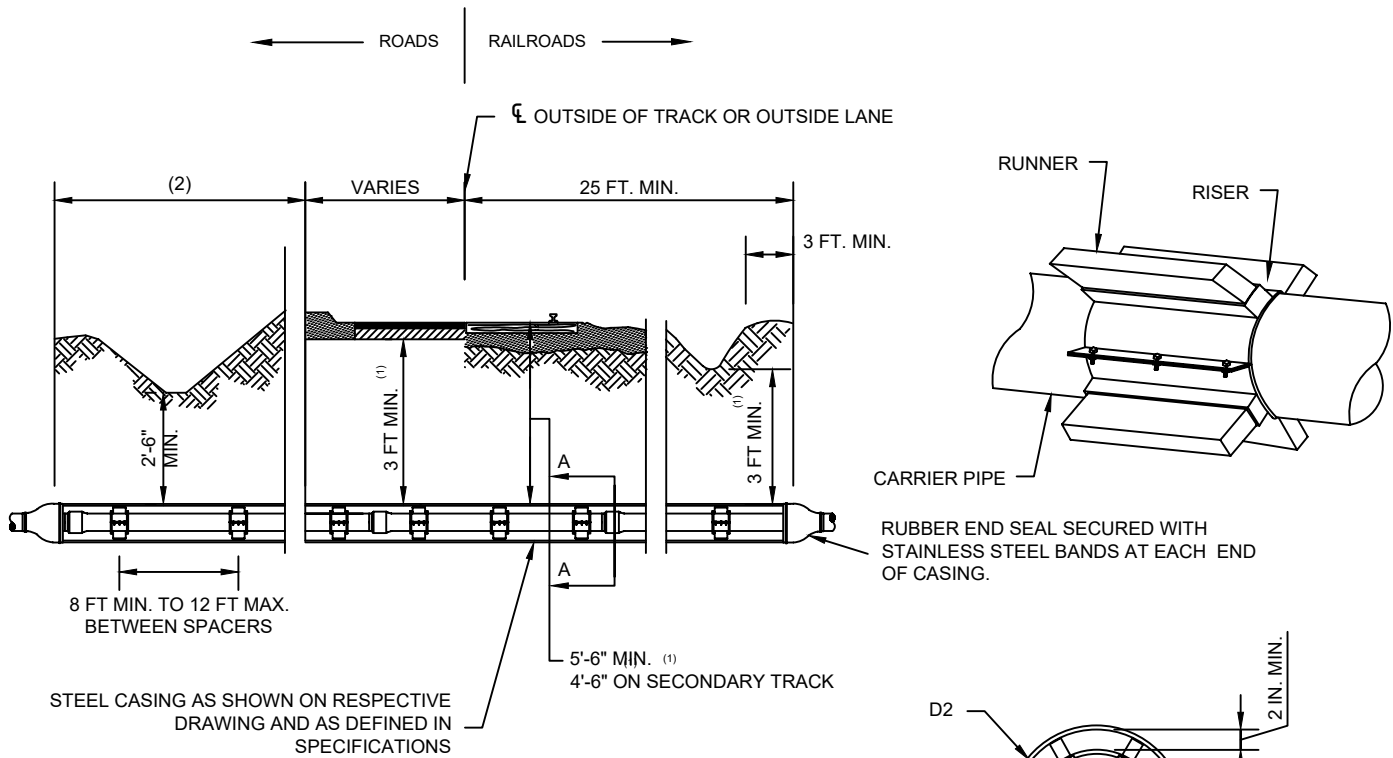 ROADS
RAILROADS
℄ OUTSIDE OF TRACK OR OUTSIDE LANE
(2)
VARIES
25 FT. MIN.
3 FT. MIN.
RUNNER
RISER
2'-6"
MIN.
3 FT MIN. (1)
3 FT MIN. (1)
A
A
CARRIER PIPE
RUBBER END SEAL SECURED WITH
STAINLESS STEEL BANDS AT EACH END
OF CASING.
8 FT MIN. TO 12 FT MAX.
BETWEEN SPACERS
5'-6" MIN. (1)
4'-6" ON SECONDARY TRACK
STEEL CASING AS SHOWN ON RESPECTIVE
DRAWING AND AS DEFINED IN
SPECIFICATIONS
D2
2 IN. MIN.